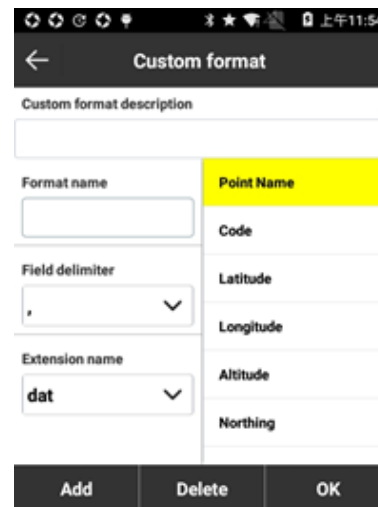 上午11:54
Custom format
Custom format description
Format name
Field delimiter
,
Extension name
dat
Point Name
Code
Latitude
Longitude
Altitude
Northing
Add
Delete
OK